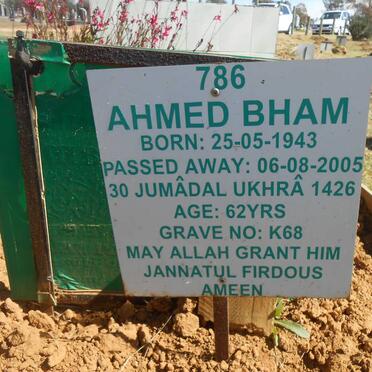 786
AHMED BHAM
BORN: 25-05-1943
PASSED AWAY: 06-08-2005
30 JUMÂDAL UKHRÂ 1426
AGE: 62YRS
GRAVE NO: K68
MAY ALLAH GRANT HIM
JANNATUL FIRDOUS
AMEEN